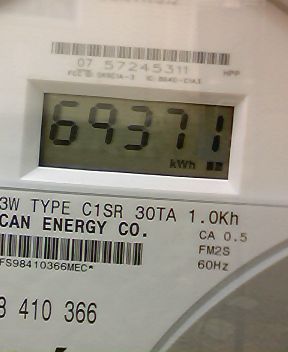 07 57245311
HPP
69371
kWh
3W TYPE C1SR 30TA 1.0Kh
CAN ENERGY CO.
CA 0.5
FM2S
60Hz
FS98410366MEC*
410 366